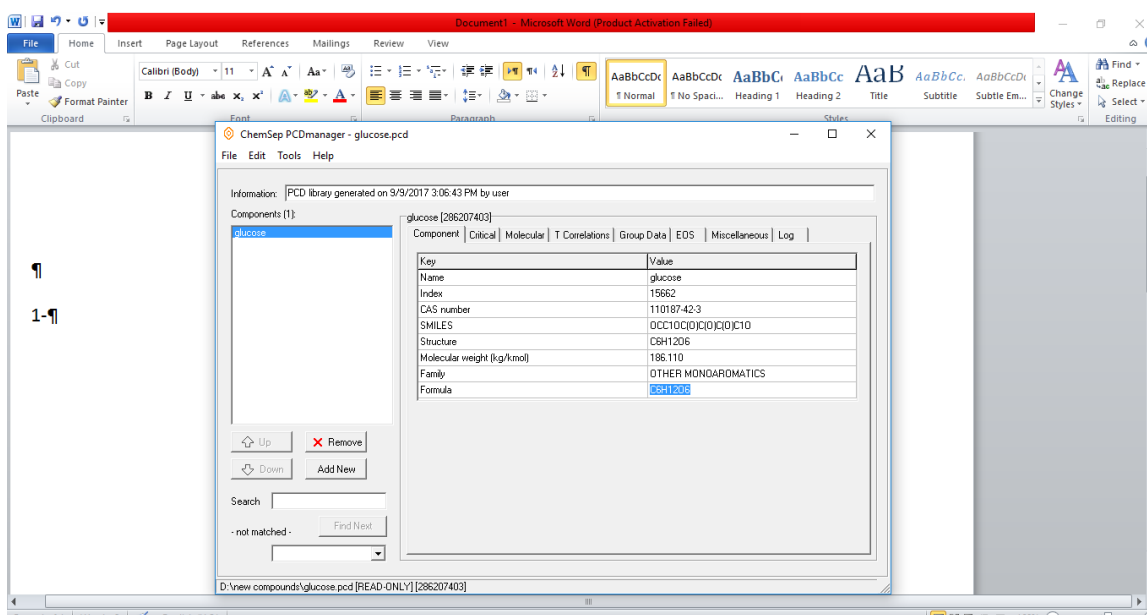 Document1 - Microsoft Word (Product Activation Failed)
File Home Insert Page Layout References Mailings Review View
Cut
Copy
Format Painter
Paste
Clipboard
Calibri (Body) 11
Font
Paragraph
AaBbCcDc AaBbCcDc AaBbC AaBbCc AaB AaBbCc. AaBbCcDc
¶ Normal ¶ No Spaci... Heading 1 Heading 2 Title Subtitle Subtle Em...
Change Styles
Styles
Find
Replace
Select
Editing
¶
1-¶
ChemSep PCDmanager - glucose.pcd
File Edit Tools Help
Information: PCD library generated on 9/9/2017 3:06:43 PM by user
Components (1):
glucose
glucose [286207403]
Component Critical Molecular T Correlations Group Data EOS Miscellaneous Log
Key Value
Name glucose
Index 15662
CAS number 110187-42-3
SMILES OCC1OC(O)C(O)C(O)C1O
Structure C6H12O6
Molecular weight (kg/kmol) 186.110
Family OTHER MONOAROMATICS
Formula C6H12O6
Up Remove
Down Add New
Search
- not matched - Find Next
D:\new compounds\glucose.pcd [READ-ONLY] [286207403]